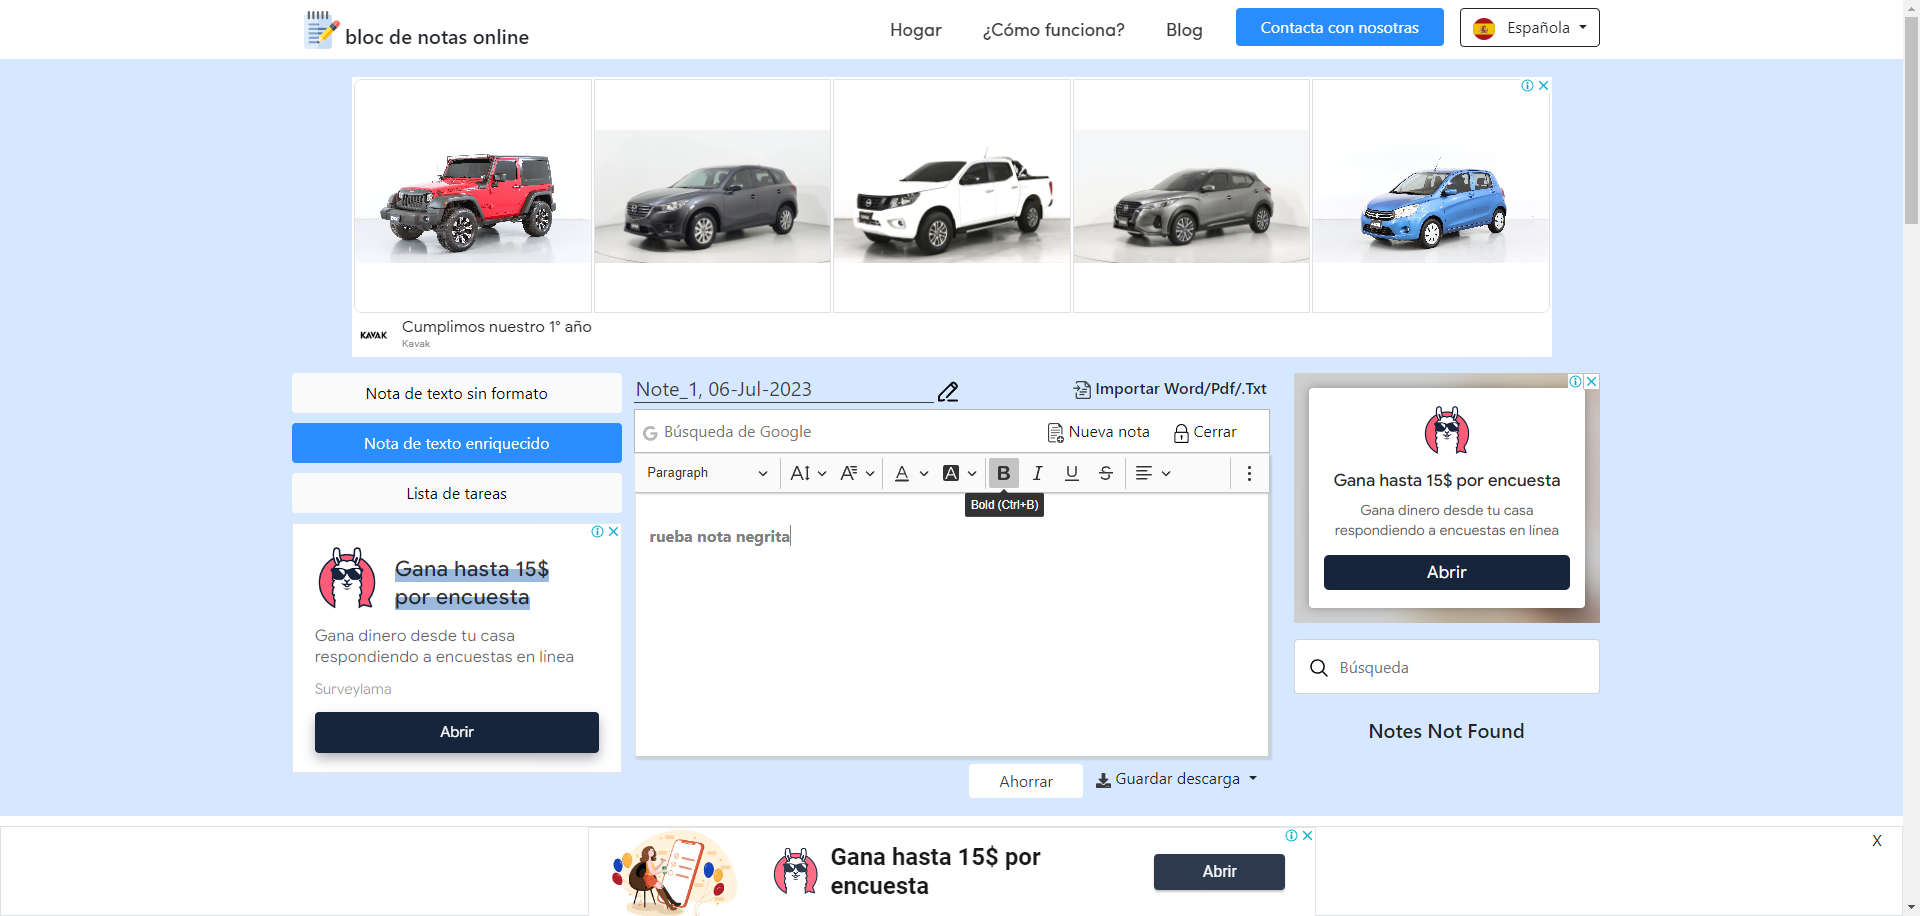 bloc de notas online
Hogar
¿Cómo funciona?
Blog
Contacta con nosotras
Española
KAVAK
Cumplimos nuestro 1° año
Kavak
Nota de texto sin formato
Nota de texto enriquecido
Lista de tareas
Gana hasta 15$
por encuesta
Gana dinero desde tu casa
respondiendo a encuestas en línea
Surveylama
Abrir
Note_1, 06-Jul-2023
Importar Word/Pdf/.Txt
Búsqueda de Google
Nueva nota
Cerrar
Paragraph
B I U S
Bold (Ctrl+B)
rueba nota negrita
Ahorrar
Guardar descarga
Gana hasta 15$ por encuesta
Gana dinero desde tu casa
respondiendo a encuestas en línea
Abrir
Búsqueda
Notes Not Found
Gana hasta 15$ por
encuesta
Abrir
X